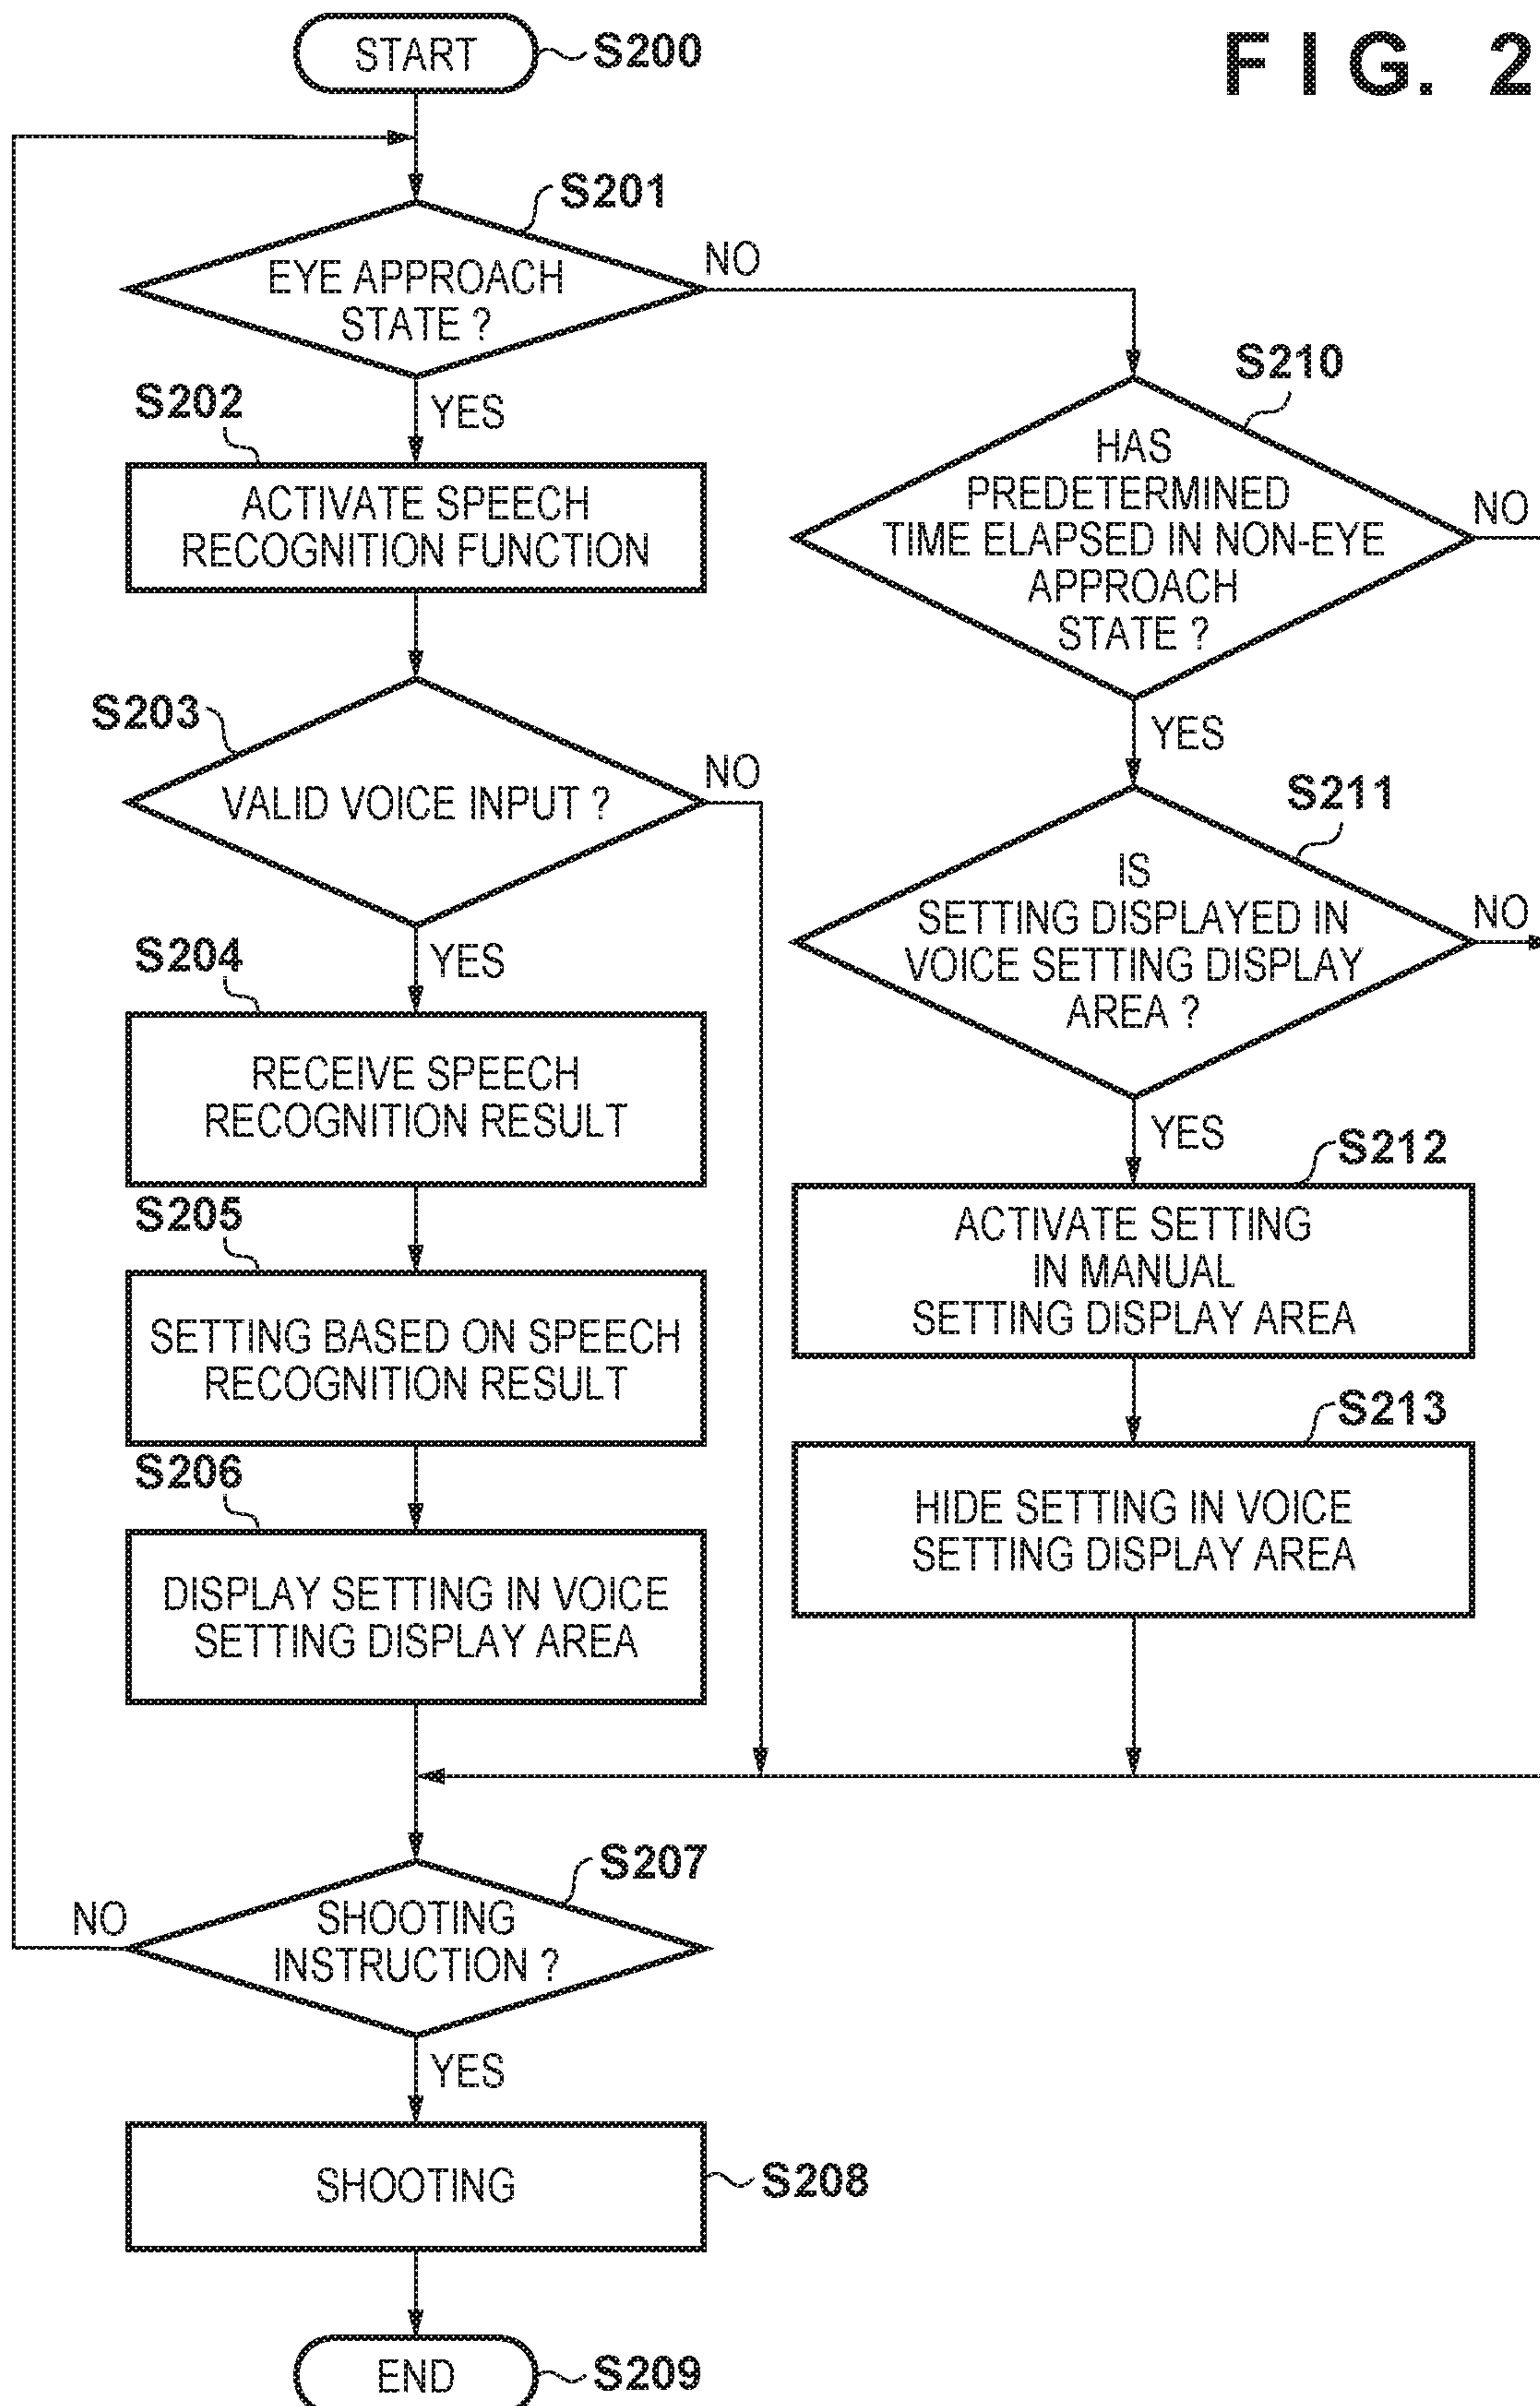 FIG. 2
START
S200
S201
EYE APPROACH
STATE ?
NO
YES
S202
ACTIVATE SPEECH
RECOGNITION FUNCTION
S203
VALID VOICE INPUT ?
NO
YES
S204
RECEIVE SPEECH
RECOGNITION RESULT
S205
SETTING BASED ON SPEECH
RECOGNITION RESULT
S206
DISPLAY SETTING IN VOICE
SETTING DISPLAY AREA
S207
SHOOTING
INSTRUCTION ?
NO
YES
SHOOTING
S208
END
S209
S210
HAS
PREDETERMINED
TIME ELAPSED IN NON-EYE
APPROACH
STATE ?
NO
YES
S211
IS
SETTING DISPLAYED IN
VOICE SETTING DISPLAY
AREA ?
NO
YES
S212
ACTIVATE SETTING
IN MANUAL
SETTING DISPLAY AREA
S213
HIDE SETTING IN VOICE
SETTING DISPLAY AREA